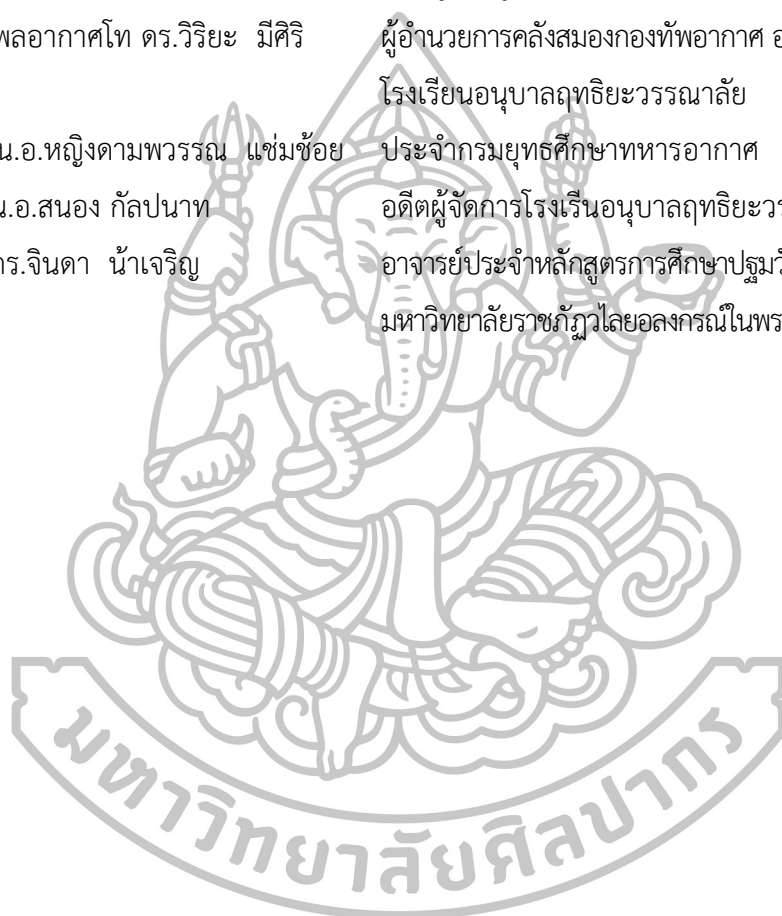 พลอากาศโท ดร.วิริยะ มีศิริ ผู้อำนวยการคลังสมองกองทัพอากาศ
โรงเรียนอนุบาลฤทธิยะวรรณาลัย
น.อ.หญิงดามพวรรณ แช่มช้อย ประจำกรมยุทธศึกษาทหารอากาศ
น.อ.สนอง กัลปนาท อดีตผู้จัดการโรงเรีนอนุบาลฤทธิยะวร
ดร.จินดา น้าเจริญ อาจารย์ประจำหลักสูตรการศึกษาปฐมวั
มหาวิทยาลัยราชภัฏวไลยอลงกรณ์ในพร
มหาวิทยาลัยศิลปากร